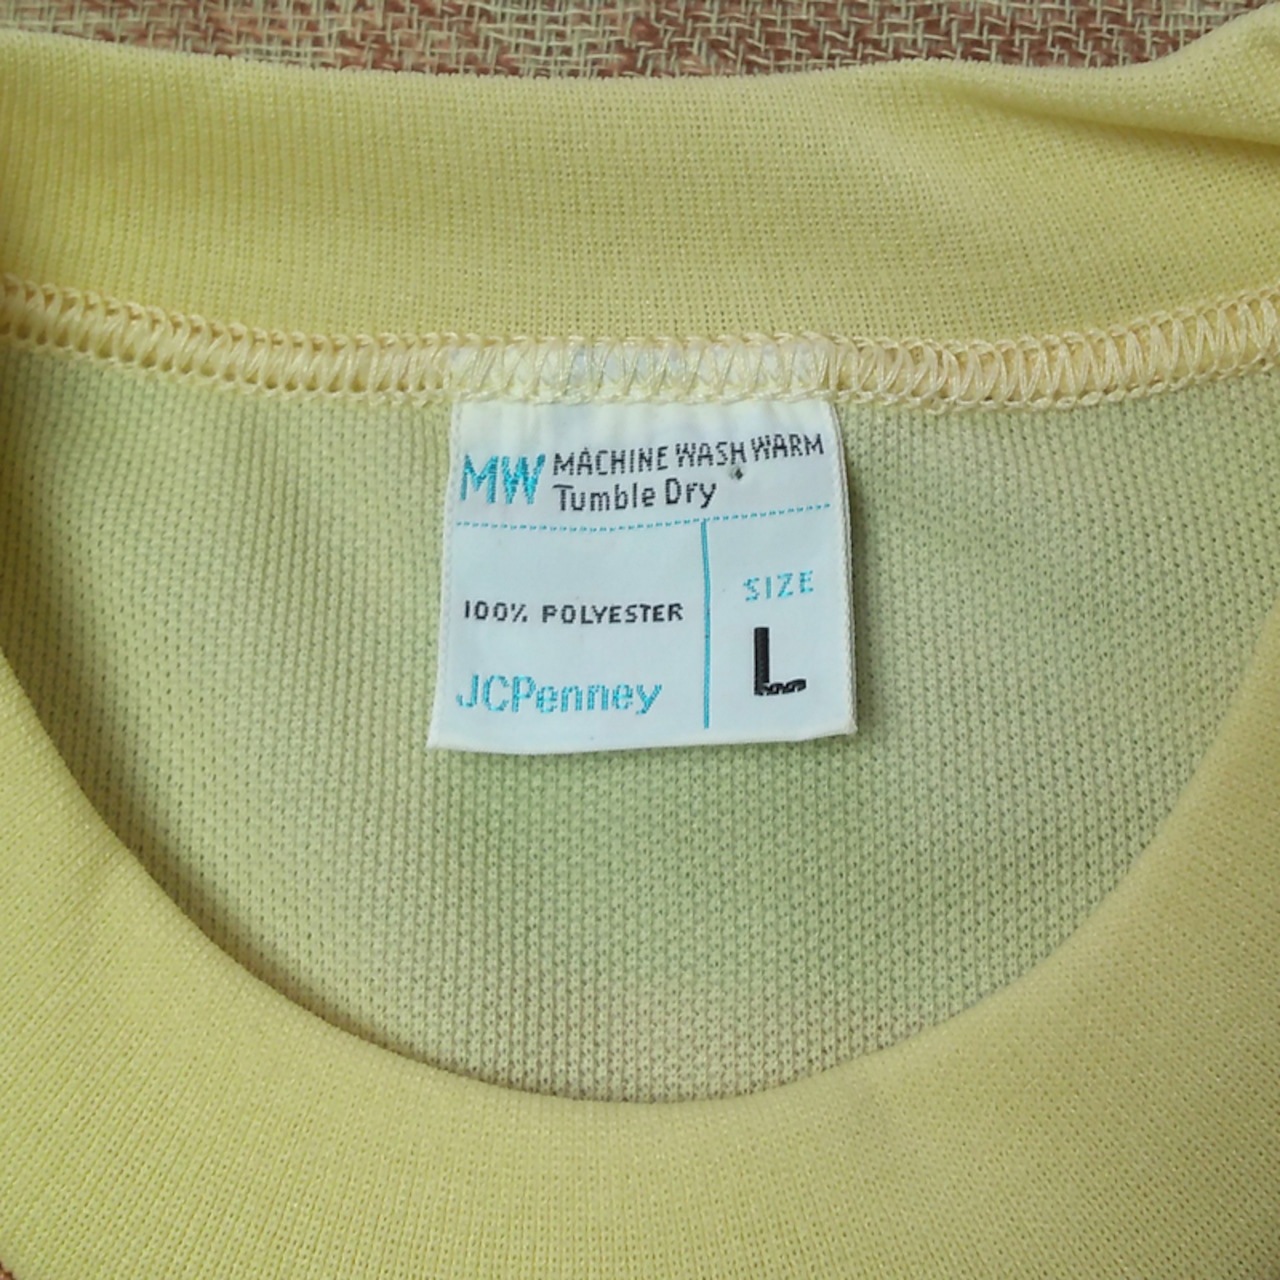 MW MACHINE WASH WARM
Tumble Dry
100% POLYESTER
JCPenney
SIZE
L